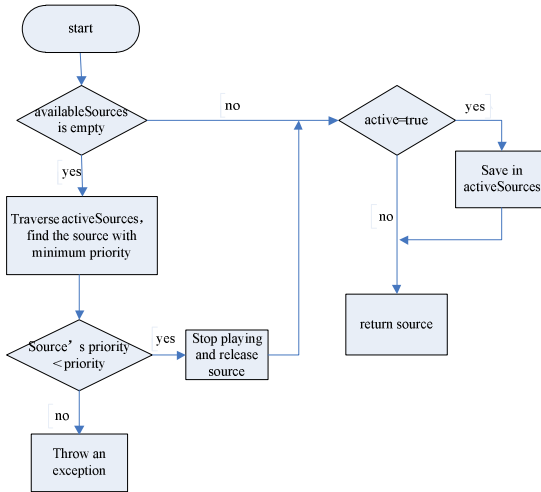 start
availableSources
is empty
no
yes
active=true
yes
Save in
activeSources
no
Traverse activeSources,
find the source with
minimum priority
Source's priority
<priority
yes
Stop playing
and release
source
return source
no
Throw an
exception